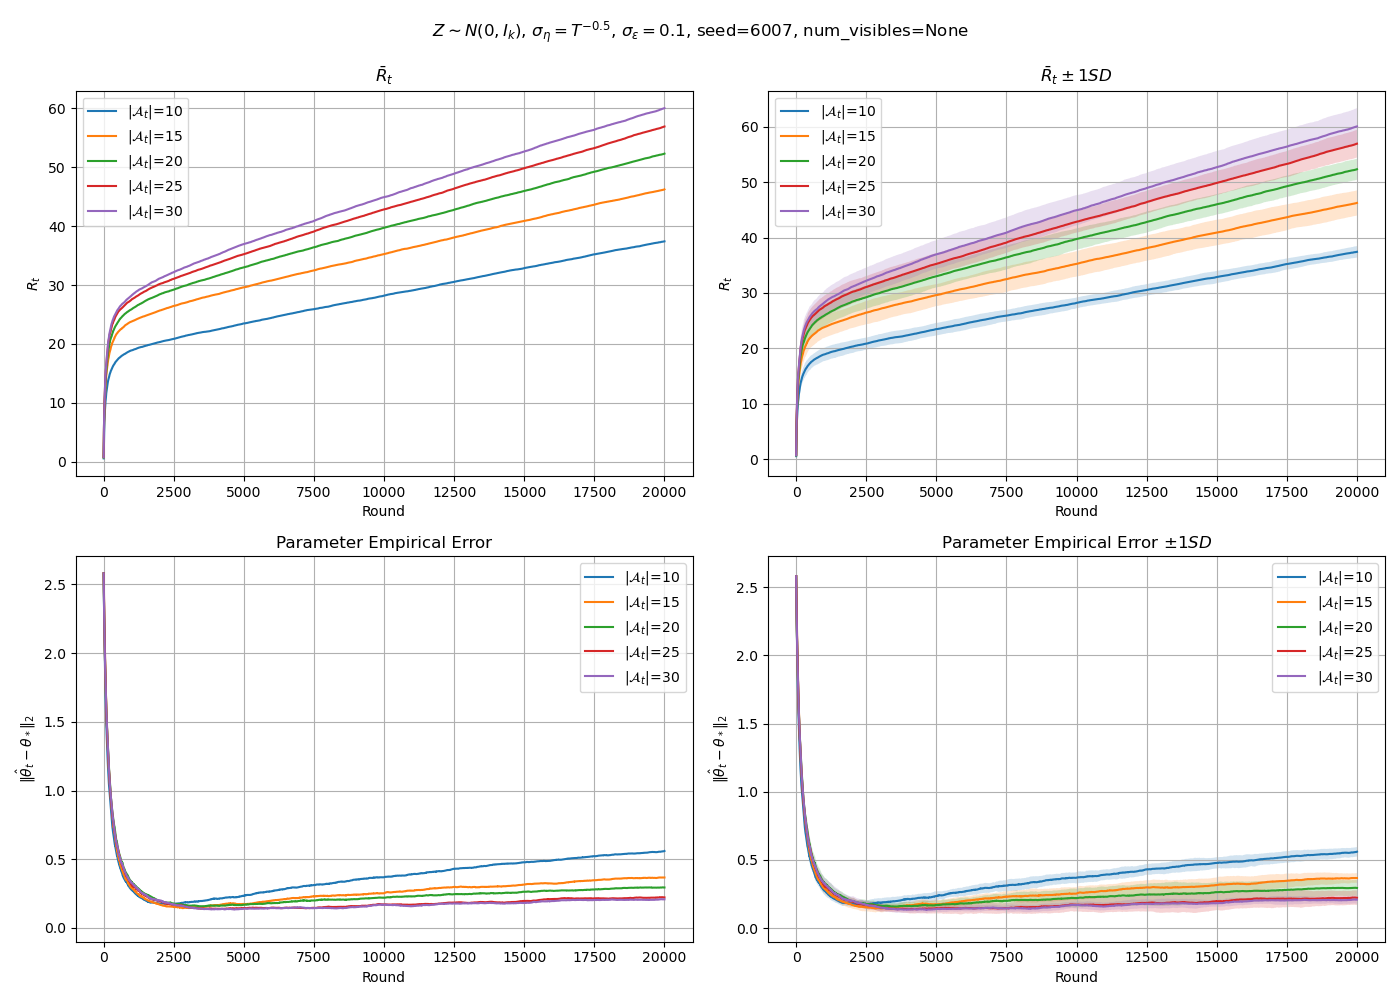 Z ∼ N(0, I_k), σ_η = T^{−0.5}, σ_ε = 0.1, seed=6007, num_visibles=None
R̄_t
R_t
60
50
40
30
20
10
0
|𝒜_t|=10
|𝒜_t|=15
|𝒜_t|=20
|𝒜_t|=25
|𝒜_t|=30
0 2500 5000 7500 10000 12500 15000 17500 20000
Round
R̄_t ± 1SD
R_t
60
50
40
30
20
10
0
|𝒜_t|=10
|𝒜_t|=15
|𝒜_t|=20
|𝒜_t|=25
|𝒜_t|=30
0 2500 5000 7500 10000 12500 15000 17500 20000
Round
Parameter Empirical Error
‖θ̂_t − θ_*‖_2
2.5
2.0
1.5
1.0
0.5
0.0
|𝒜_t|=10
|𝒜_t|=15
|𝒜_t|=20
|𝒜_t|=25
|𝒜_t|=30
0 2500 5000 7500 10000 12500 15000 17500 20000
Round
Parameter Empirical Error ±1SD
‖θ̂_t − θ_*‖_2
2.5
2.0
1.5
1.0
0.5
0.0
|𝒜_t|=10
|𝒜_t|=15
|𝒜_t|=20
|𝒜_t|=25
|𝒜_t|=30
0 2500 5000 7500 10000 12500 15000 17500 20000
Round